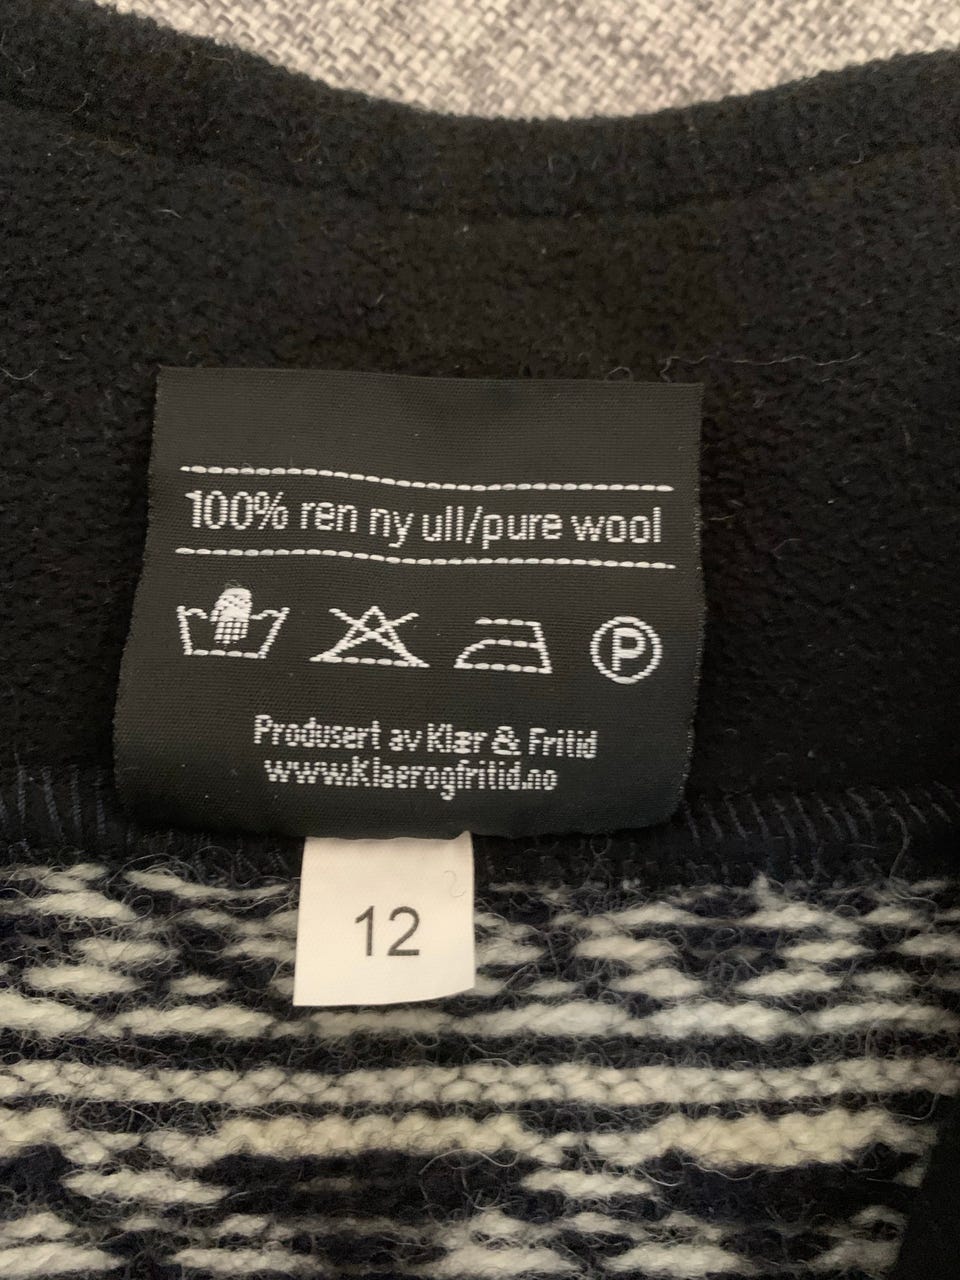 100% ren ny ull/pure wool
P
Produsert av Klær & Fritid
www.Klaerogfritid.no
12